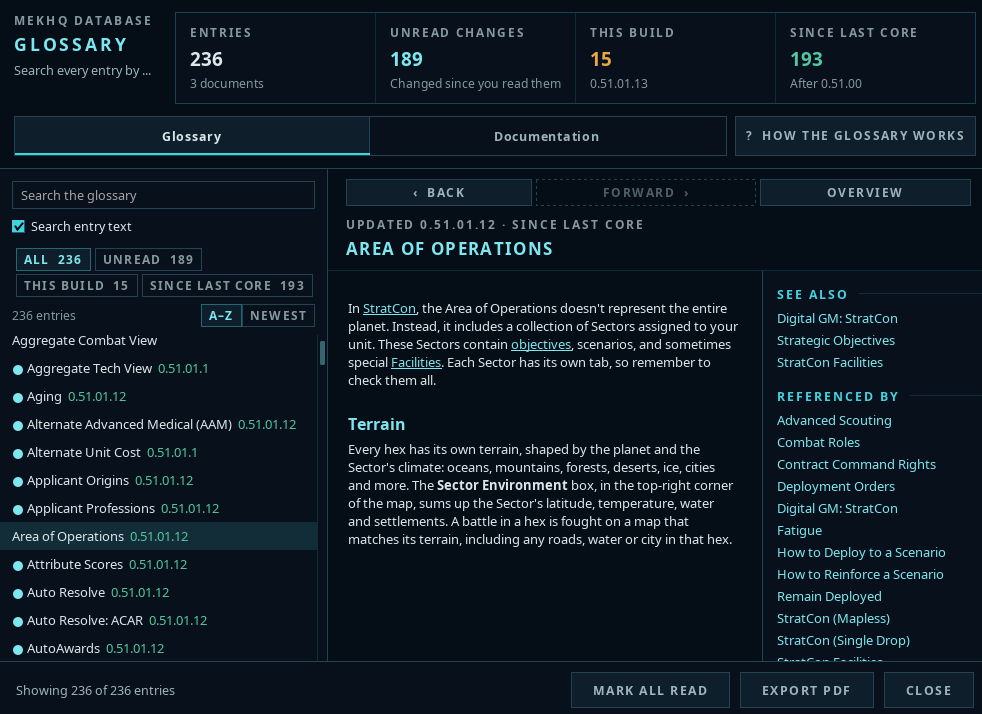 MEKHQ DATABASE
GLOSSARY
Search every entry by ...
ENTRIES
236
3 documents
UNREAD CHANGES
189
Changed since you read them
THIS BUILD
15
0.51.01.13
SINCE LAST CORE
193
After 0.51.00
Glossary
Documentation
? HOW THE GLOSSARY WORKS
Search the glossary
Search entry text
ALL 236
UNREAD 189
THIS BUILD 15
SINCE LAST CORE 193
236 entries
A–Z
NEWEST
Aggregate Combat View
Aggregate Tech View 0.51.01.1
Aging 0.51.01.12
Alternate Advanced Medical (AAM) 0.51.01.12
Alternate Unit Cost 0.51.01.1
Applicant Origins 0.51.01.12
Applicant Professions 0.51.01.12
Area of Operations 0.51.01.12
Attribute Scores 0.51.01.12
Auto Resolve 0.51.01.12
Auto Resolve: ACAR 0.51.01.12
AutoAwards 0.51.01.12
‹ BACK
FORWARD ›
OVERVIEW
UPDATED 0.51.01.12 · SINCE LAST CORE
AREA OF OPERATIONS
In StratCon, the Area of Operations doesn't represent the entire
planet. Instead, it includes a collection of Sectors assigned to your
unit. These Sectors contain objectives, scenarios, and sometimes
special Facilities. Each Sector has its own tab, so remember to
check them all.
Terrain
Every hex has its own terrain, shaped by the planet and the
Sector's climate: oceans, mountains, forests, deserts, ice, cities
and more. The Sector Environment box, in the top-right corner
of the map, sums up the Sector's latitude, temperature, water
and settlements. A battle in a hex is fought on a map that
matches its terrain, including any roads, water or city in that hex.
SEE ALSO
Digital GM: StratCon
Strategic Objectives
StratCon Facilities
REFERENCED BY
Advanced Scouting
Combat Roles
Contract Command Rights
Deployment Orders
Digital GM: StratCon
Fatigue
How to Deploy to a Scenario
How to Reinforce a Scenario
Remain Deployed
StratCon (Mapless)
StratCon (Single Drop)
StratCon Facilities
Showing 236 of 236 entries
MARK ALL READ
EXPORT PDF
CLOSE